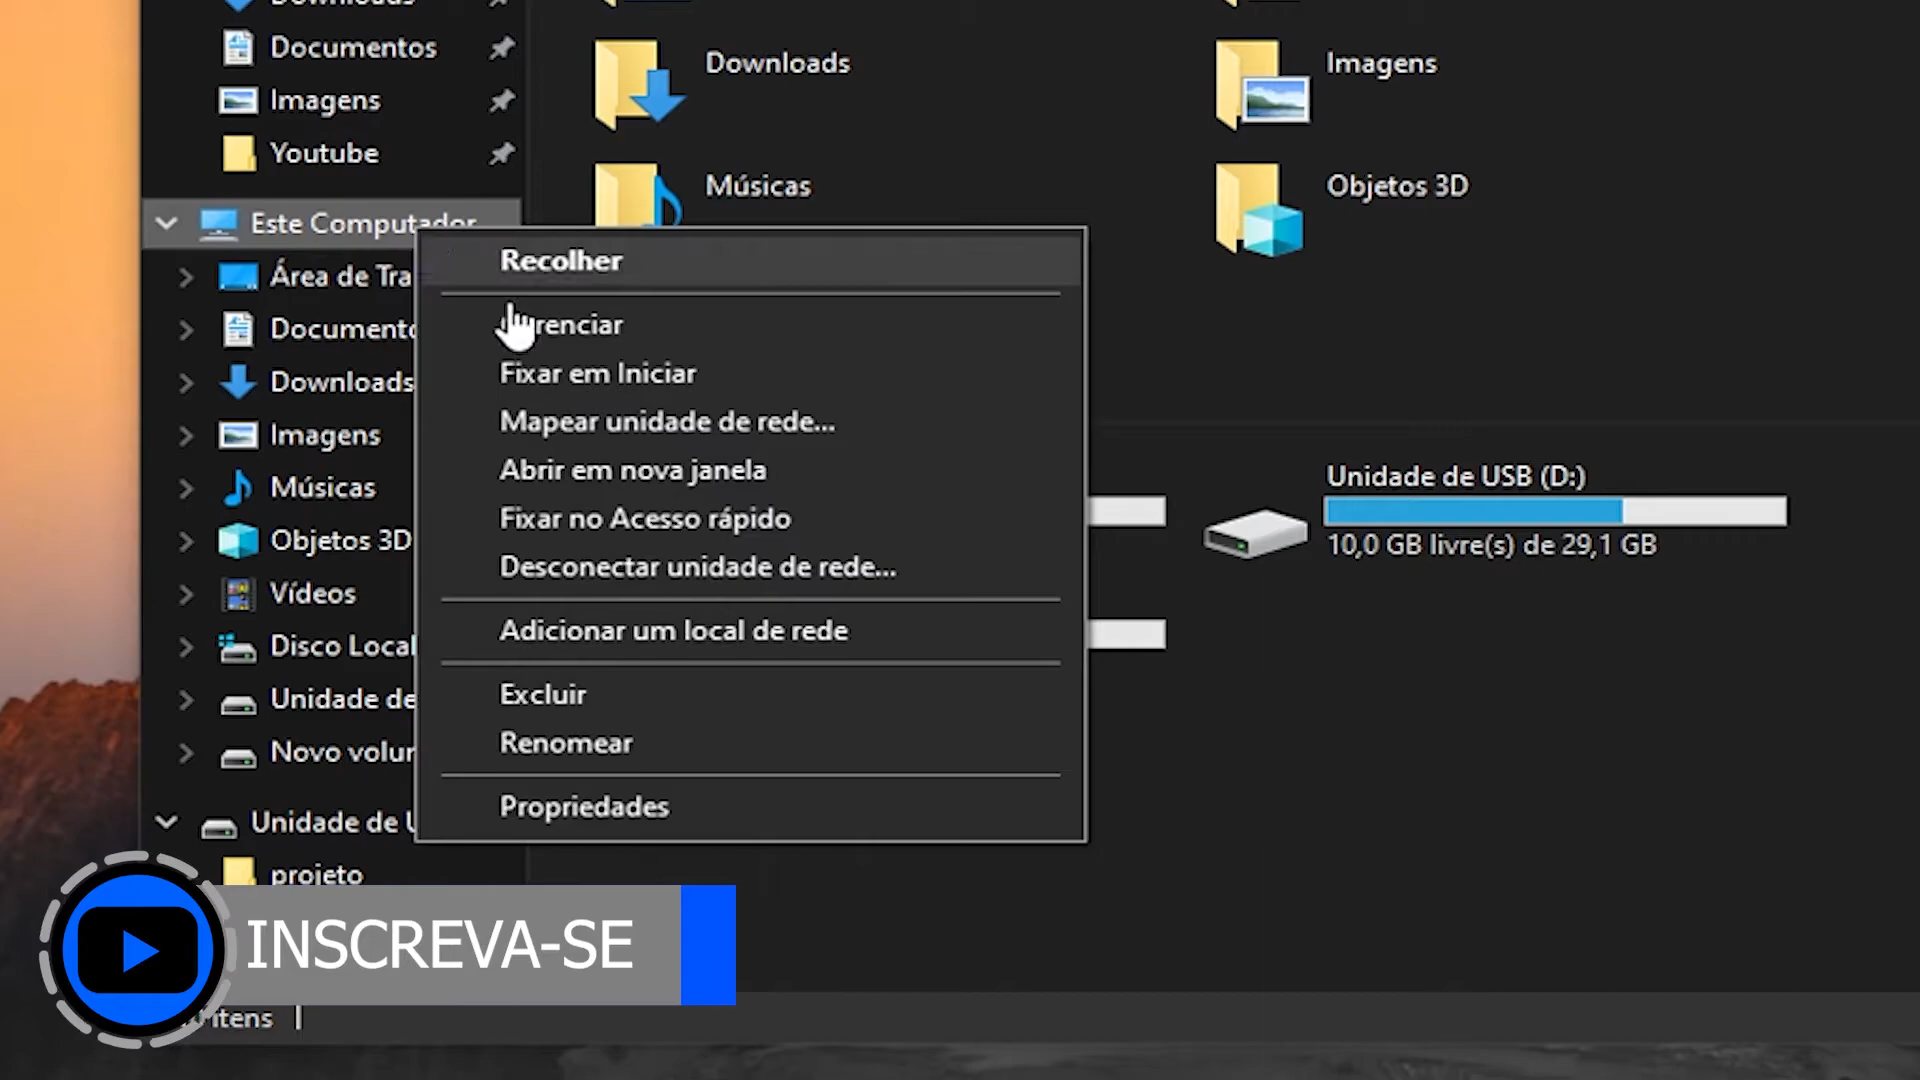 Downloads
Documentos
Imagens
Youtube
Este Computador
Área de Tra
Documento
Downloads
Imagens
Músicas
Objetos 3D
Vídeos
Disco Local
Unidade de
Novo volu
Unidade de U
projeto
Downloads
Imagens
Músicas
Objetos 3D
Recolher
renciar
Fixar em Iniciar
Mapear unidade de rede...
Abrir em nova janela
Fixar no Acesso rápido
Desconectar unidade de rede...
Adicionar um local de rede
Excluir
Renomear
Propriedades
Unidade de USB (D:)
10,0 GB livre(s) de 29,1 GB
INSCREVA-SE
itens